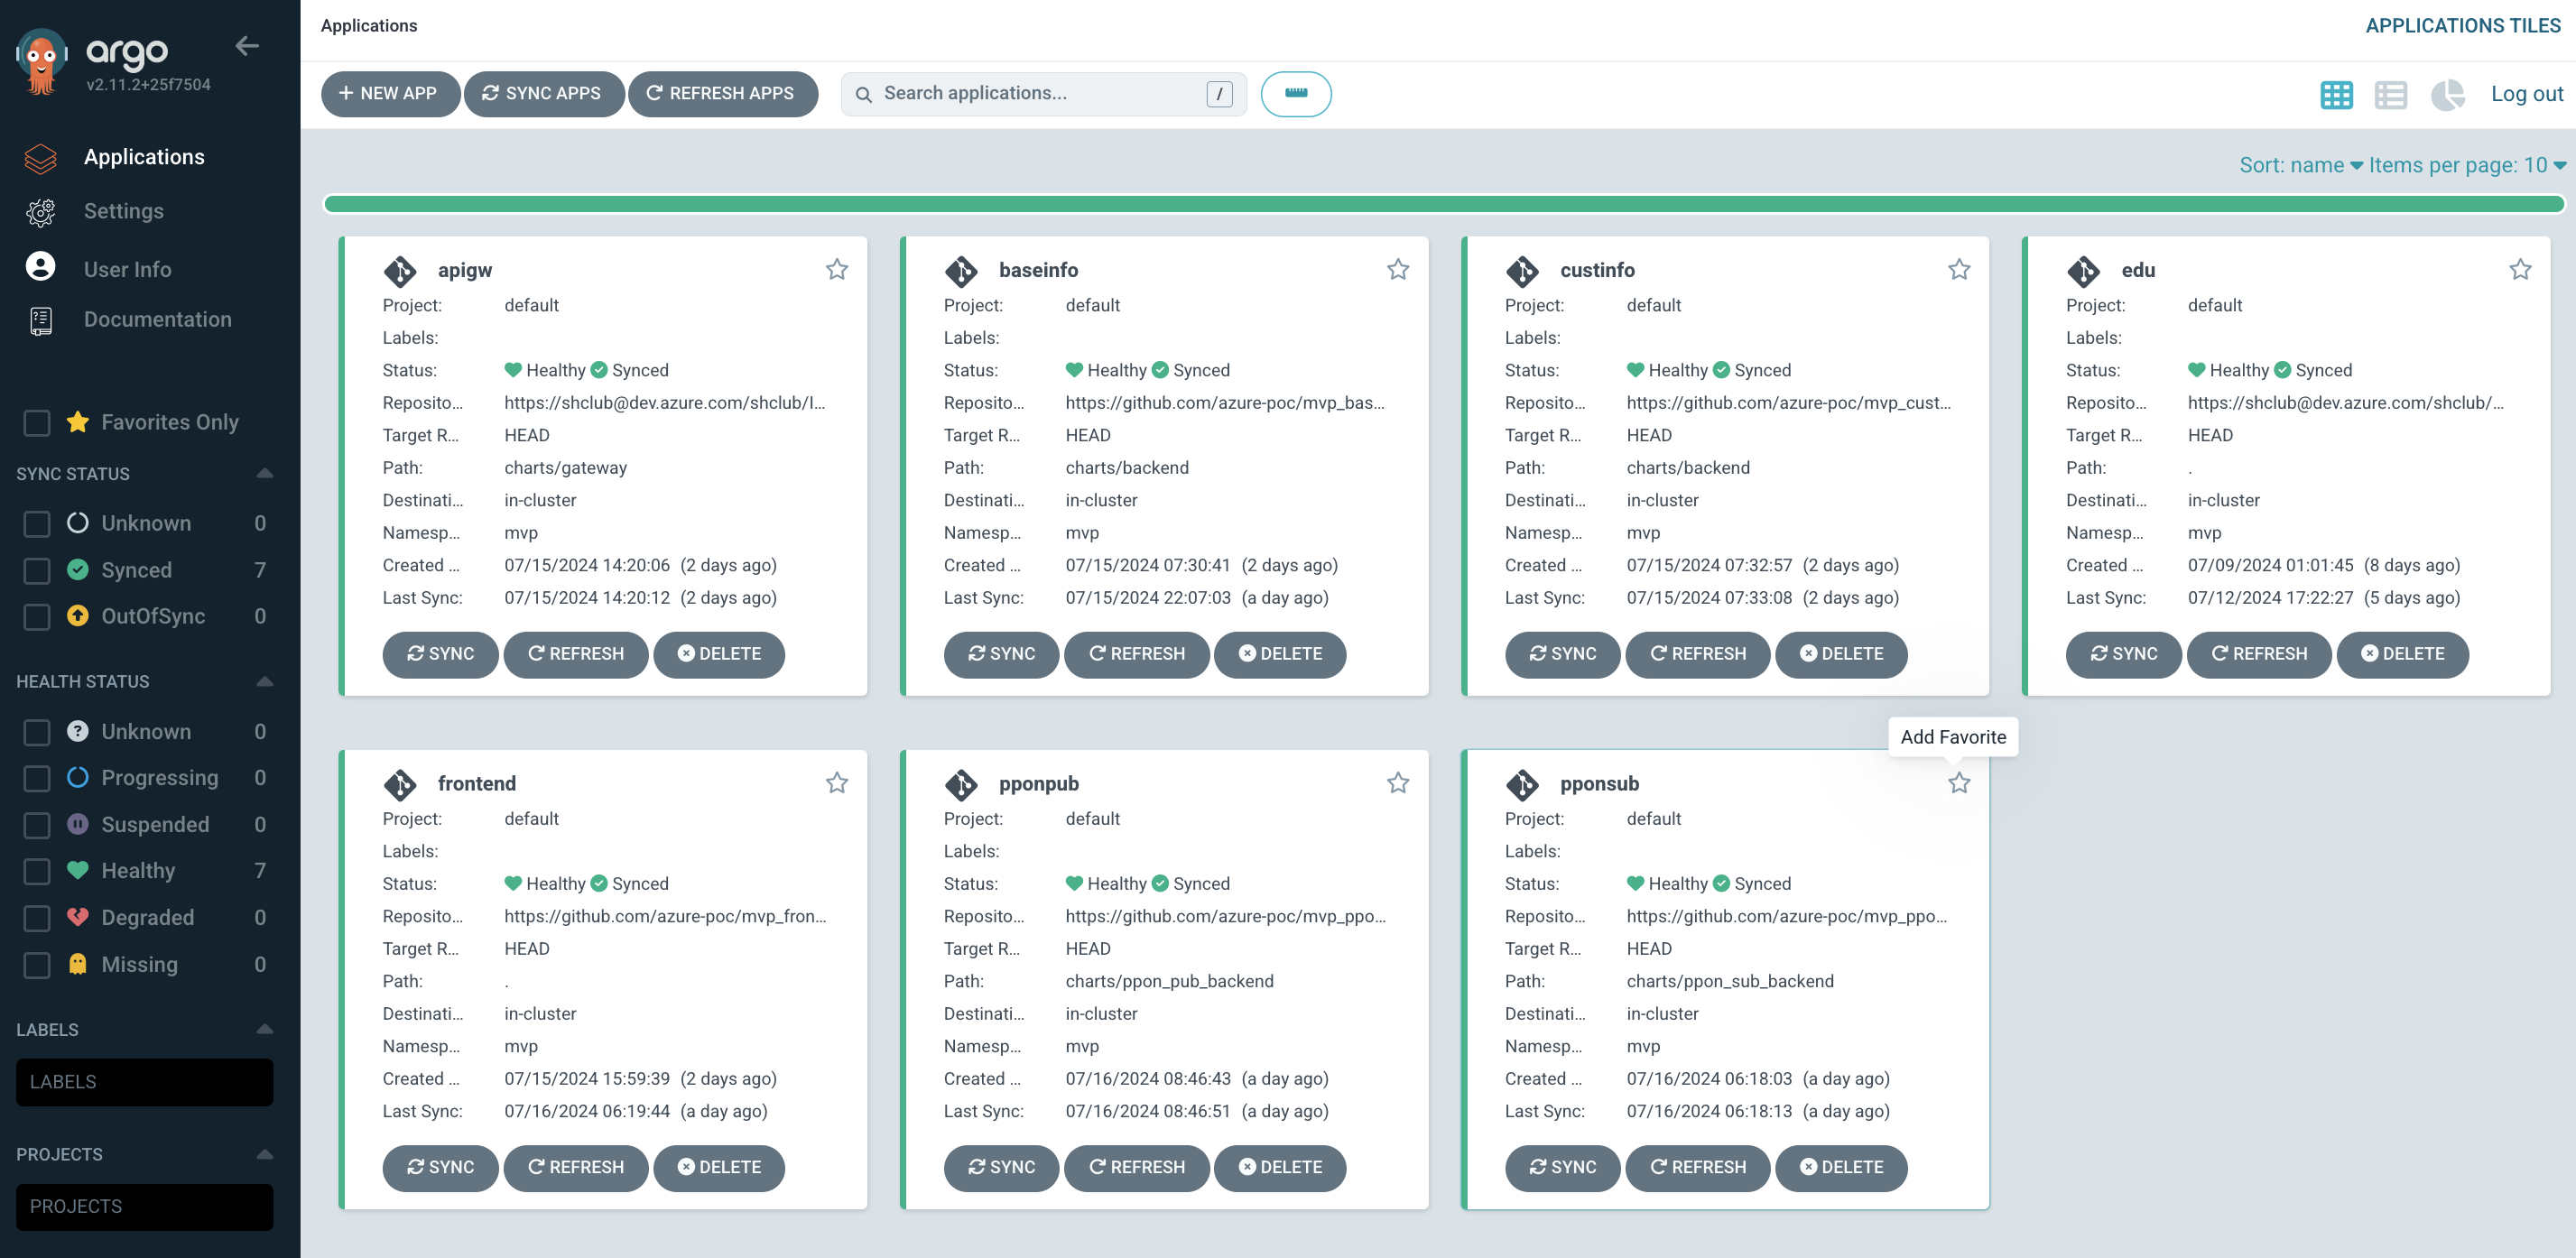 argo
v2.11.2+25f7504
Applications
Settings
User Info
Documentation
Favorites Only
SYNC STATUS
Unknown 0
Synced 7
OutOfSync 0
HEALTH STATUS
Unknown 0
Progressing 0
Suspended 0
Healthy 7
Degraded 0
Missing 0
LABELS
LABELS
PROJECTS
PROJECTS
Applications
APPLICATIONS TILES
+ NEW APP SYNC APPS REFRESH APPS Search applications... / Log out
Sort: name Items per page: 10
apigw
Project: default
Labels:
Status: Healthy Synced
Reposito... https://shclub@dev.azure.com/shclub/I...
Target R... HEAD
Path: charts/gateway
Destinati... in-cluster
Namesp... mvp
Created ... 07/15/2024 14:20:06 (2 days ago)
Last Sync: 07/15/2024 14:20:12 (2 days ago)
SYNC REFRESH DELETE
baseinfo
Project: default
Labels:
Status: Healthy Synced
Reposito... https://github.com/azure-poc/mvp_bas...
Target R... HEAD
Path: charts/backend
Destinati... in-cluster
Namesp... mvp
Created ... 07/15/2024 07:30:41 (2 days ago)
Last Sync: 07/15/2024 22:07:03 (a day ago)
SYNC REFRESH DELETE
custinfo
Project: default
Labels:
Status: Healthy Synced
Reposito... https://github.com/azure-poc/mvp_cust...
Target R... HEAD
Path: charts/backend
Destinati... in-cluster
Namesp... mvp
Created ... 07/15/2024 07:32:57 (2 days ago)
Last Sync: 07/15/2024 07:33:08 (2 days ago)
SYNC REFRESH DELETE
edu
Project: default
Labels:
Status: Healthy Synced
Reposito... https://shclub@dev.azure.com/shclub/...
Target R... HEAD
Path: .
Destinati... in-cluster
Namesp... mvp
Created ... 07/09/2024 01:01:45 (8 days ago)
Last Sync: 07/12/2024 17:22:27 (5 days ago)
SYNC REFRESH DELETE
frontend
Project: default
Labels:
Status: Healthy Synced
Reposito... https://github.com/azure-poc/mvp_fron...
Target R... HEAD
Path: .
Destinati... in-cluster
Namesp... mvp
Created ... 07/15/2024 15:59:39 (2 days ago)
Last Sync: 07/16/2024 06:19:44 (a day ago)
SYNC REFRESH DELETE
pponpub
Project: default
Labels:
Status: Healthy Synced
Reposito... https://github.com/azure-poc/mvp_ppo...
Target R... HEAD
Path: charts/ppon_pub_backend
Destinati... in-cluster
Namesp... mvp
Created ... 07/16/2024 08:46:43 (a day ago)
Last Sync: 07/16/2024 08:46:51 (a day ago)
SYNC REFRESH DELETE
Add Favorite
pponsub
Project: default
Labels:
Status: Healthy Synced
Reposito... https://github.com/azure-poc/mvp_ppo...
Target R... HEAD
Path: charts/ppon_sub_backend
Destinati... in-cluster
Namesp... mvp
Created ... 07/16/2024 06:18:03 (a day ago)
Last Sync: 07/16/2024 06:18:13 (a day ago)
SYNC REFRESH DELETE